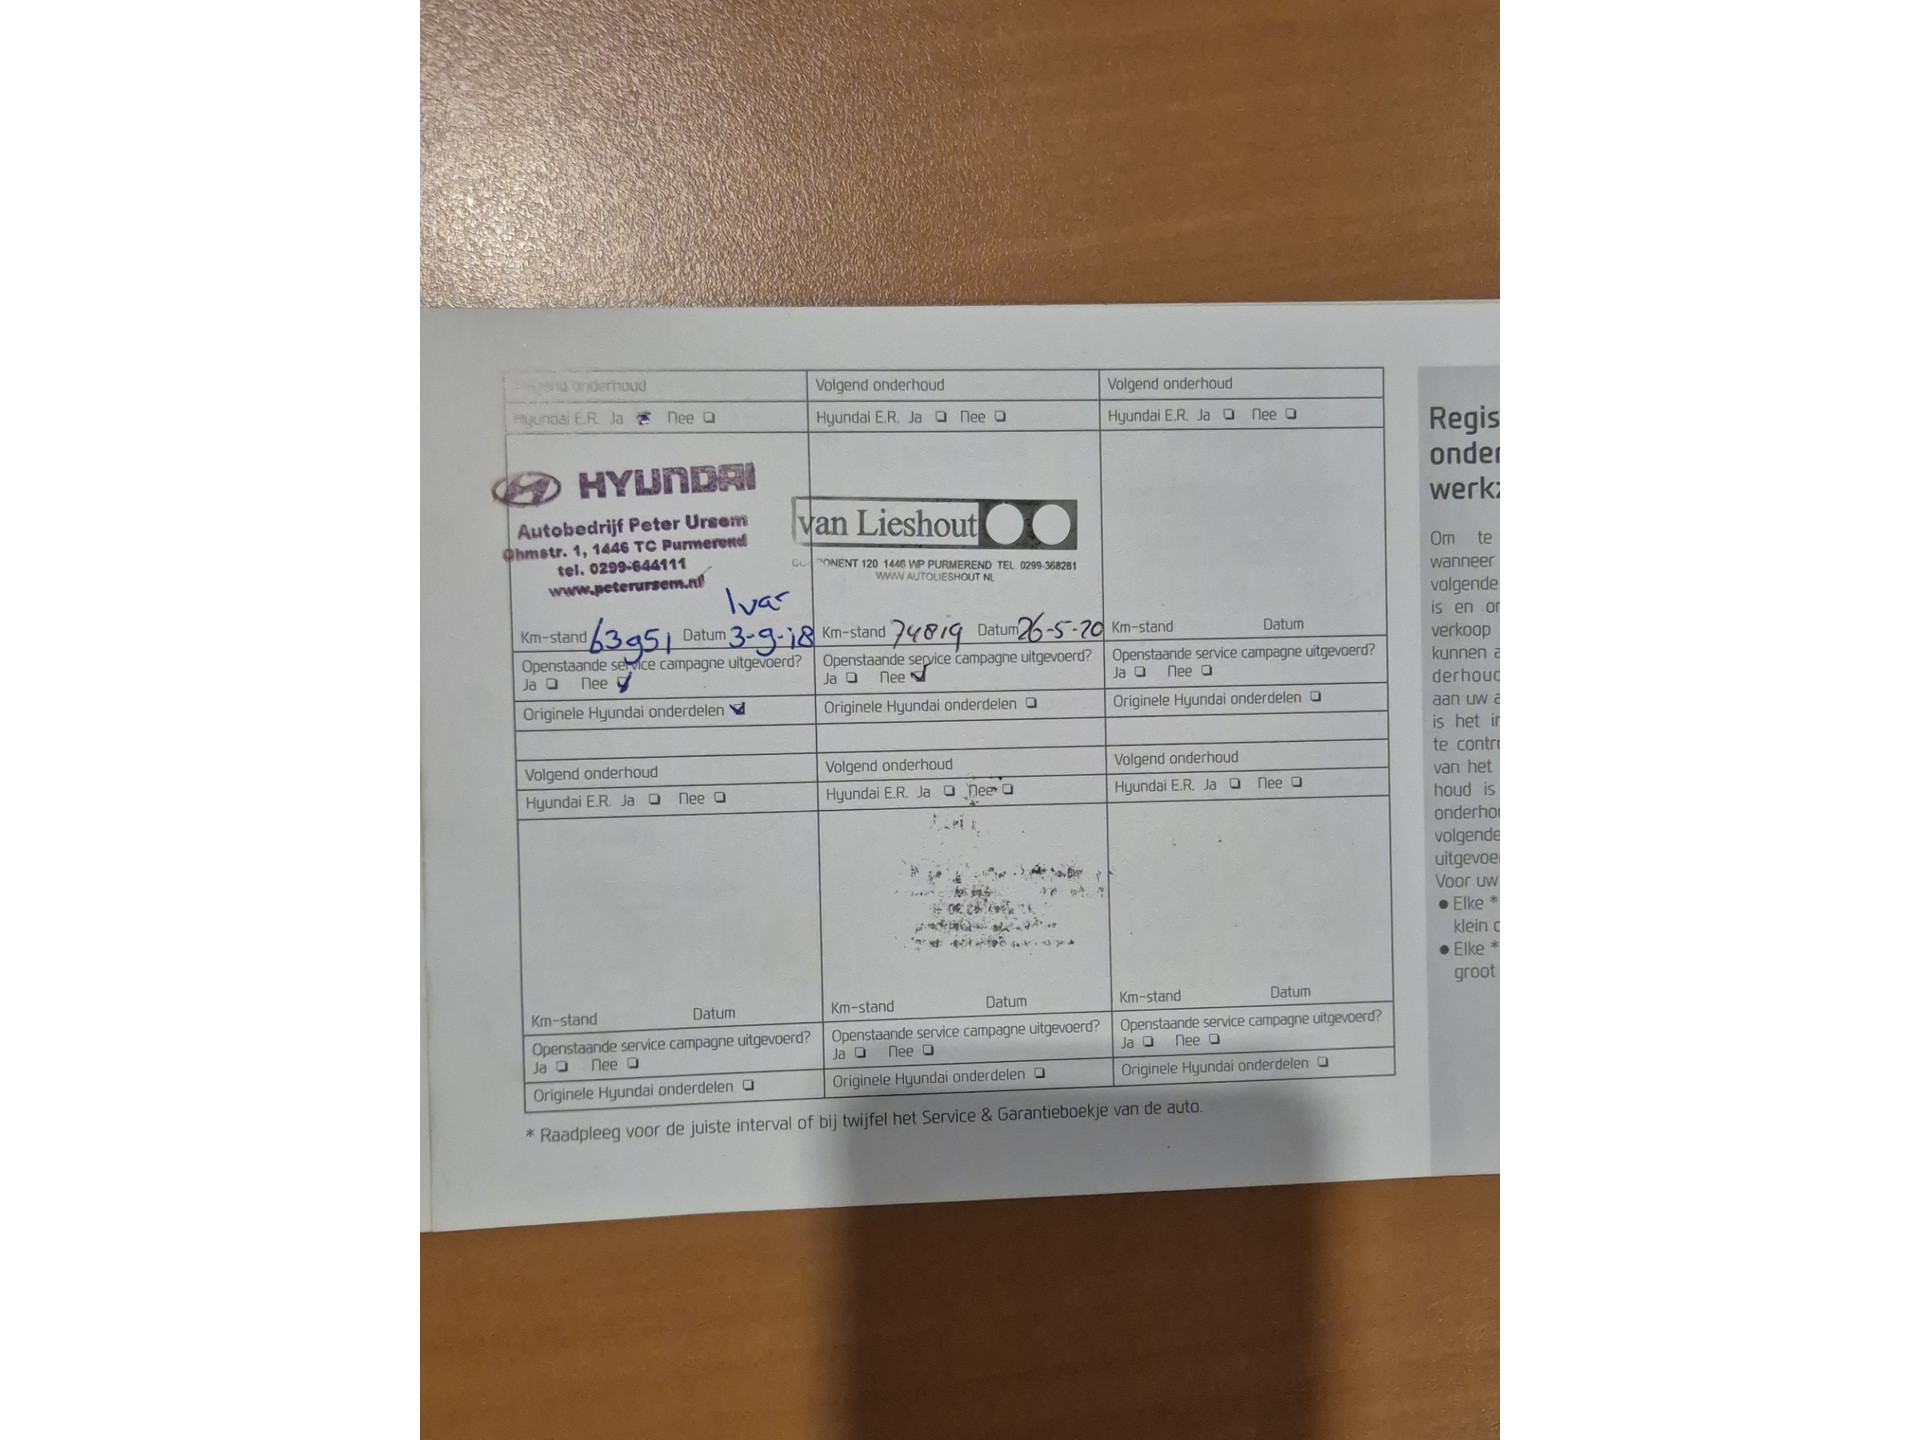 onderhoud
Hyundai E.R. Ja Nee
HYUNDAI
Autobedrijf Peter Ursem
Ohmstr. 1, 1446 TC Purmerend
tel. 0299-644111
www.peterursem.nl
Ivar
Km-stand 63951 Datum 3-9-18
Openstaande service campagne uitgevoerd?
Ja Nee
Originele Hyundai onderdelen
Volgend onderhoud
Hyundai E.R. Ja Nee
van Lieshout
120 1446 WP PURMEREND TEL. 0299-368281
WWW.AUTOLIESHOUT.NL
Km-stand 74819 Datum 26-5-20
Openstaande service campagne uitgevoerd?
Ja Nee
Originele Hyundai onderdelen
Volgend onderhoud
Hyundai E.R. Ja Nee
Km-stand Datum
Openstaande service campagne uitgevoerd?
Ja Nee
Originele Hyundai onderdelen
Volgend onderhoud
Hyundai E.R. Ja Nee
Km-stand Datum
Openstaande service campagne uitgevoerd?
Ja Nee
Originele Hyundai onderdelen
Volgend onderhoud
Hyundai E.R. Ja Nee
Km-stand Datum
Openstaande service campagne uitgevoerd?
Ja Nee
Originele Hyundai onderdelen
Volgend onderhoud
Hyundai E.R. Ja Nee
Km-stand Datum
Openstaande service campagne uitgevoerd?
Ja Nee
Originele Hyundai onderdelen
* Raadpleeg voor de juiste interval of bij twijfel het Service & Garantieboekje van de auto.
Regis
onder
werkz
Om te
wanneer
volgende
is en or
verkoop
kunnen a
derhoud
aan uw a
is het in
te contro
van het
houd is
onderhou
volgende
uitgevoe
Voor uw
● Elke *
klein o
● Elke *
groot